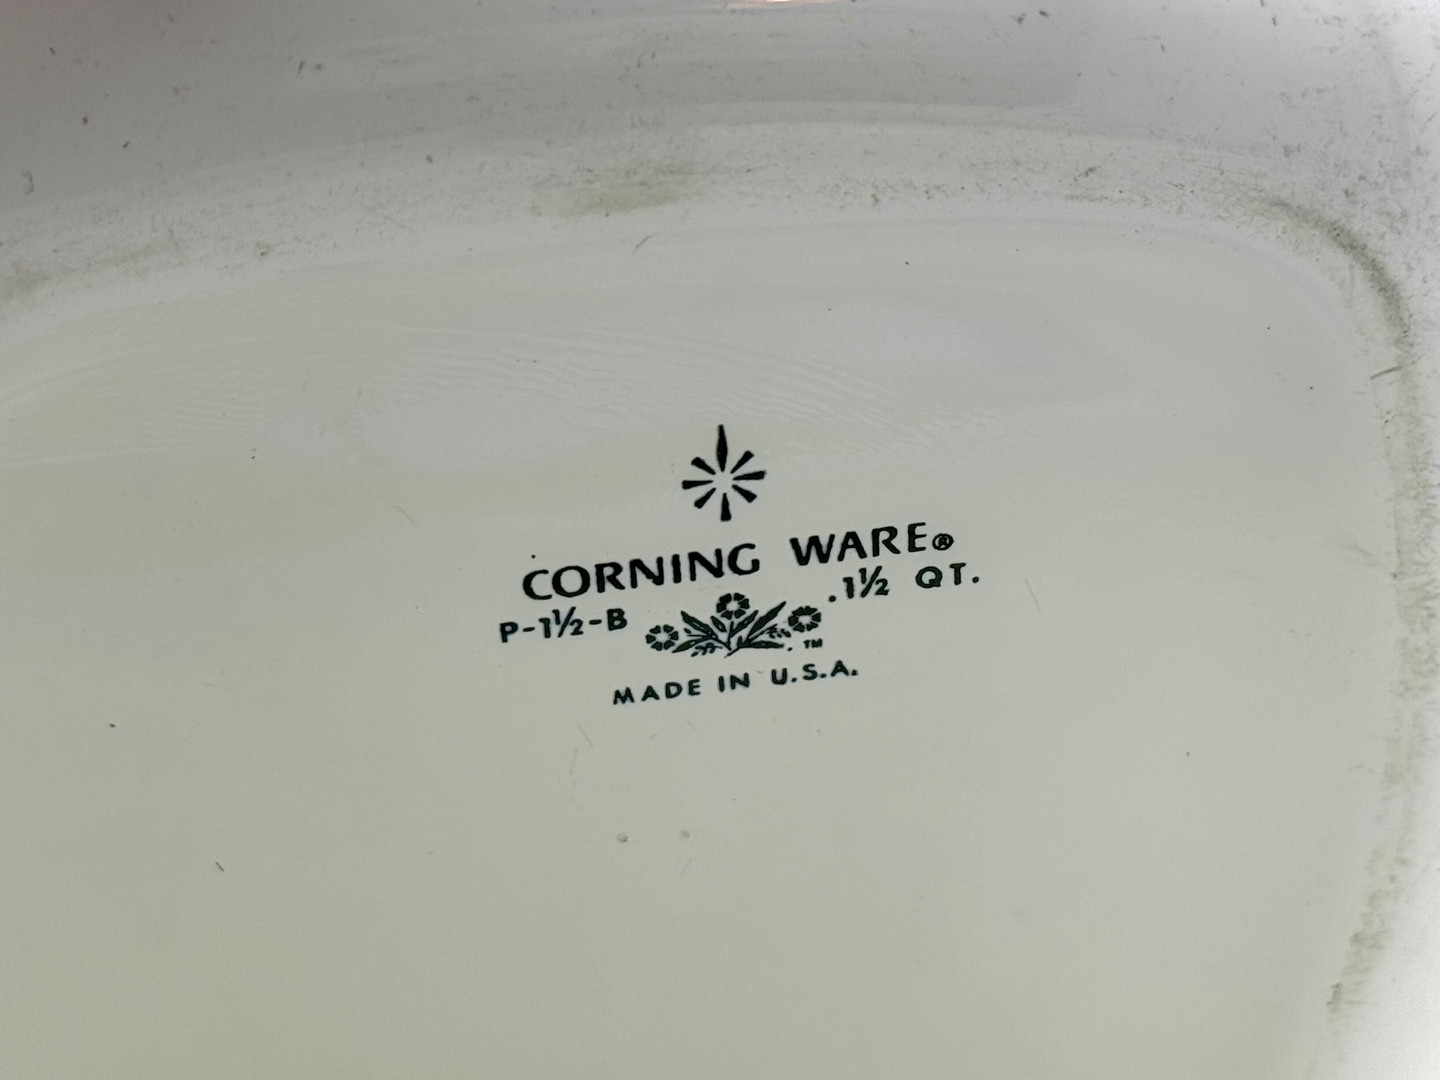 CORNING WARE®
P-1½-B .1½ QT.
™
MADE IN U.S.A.